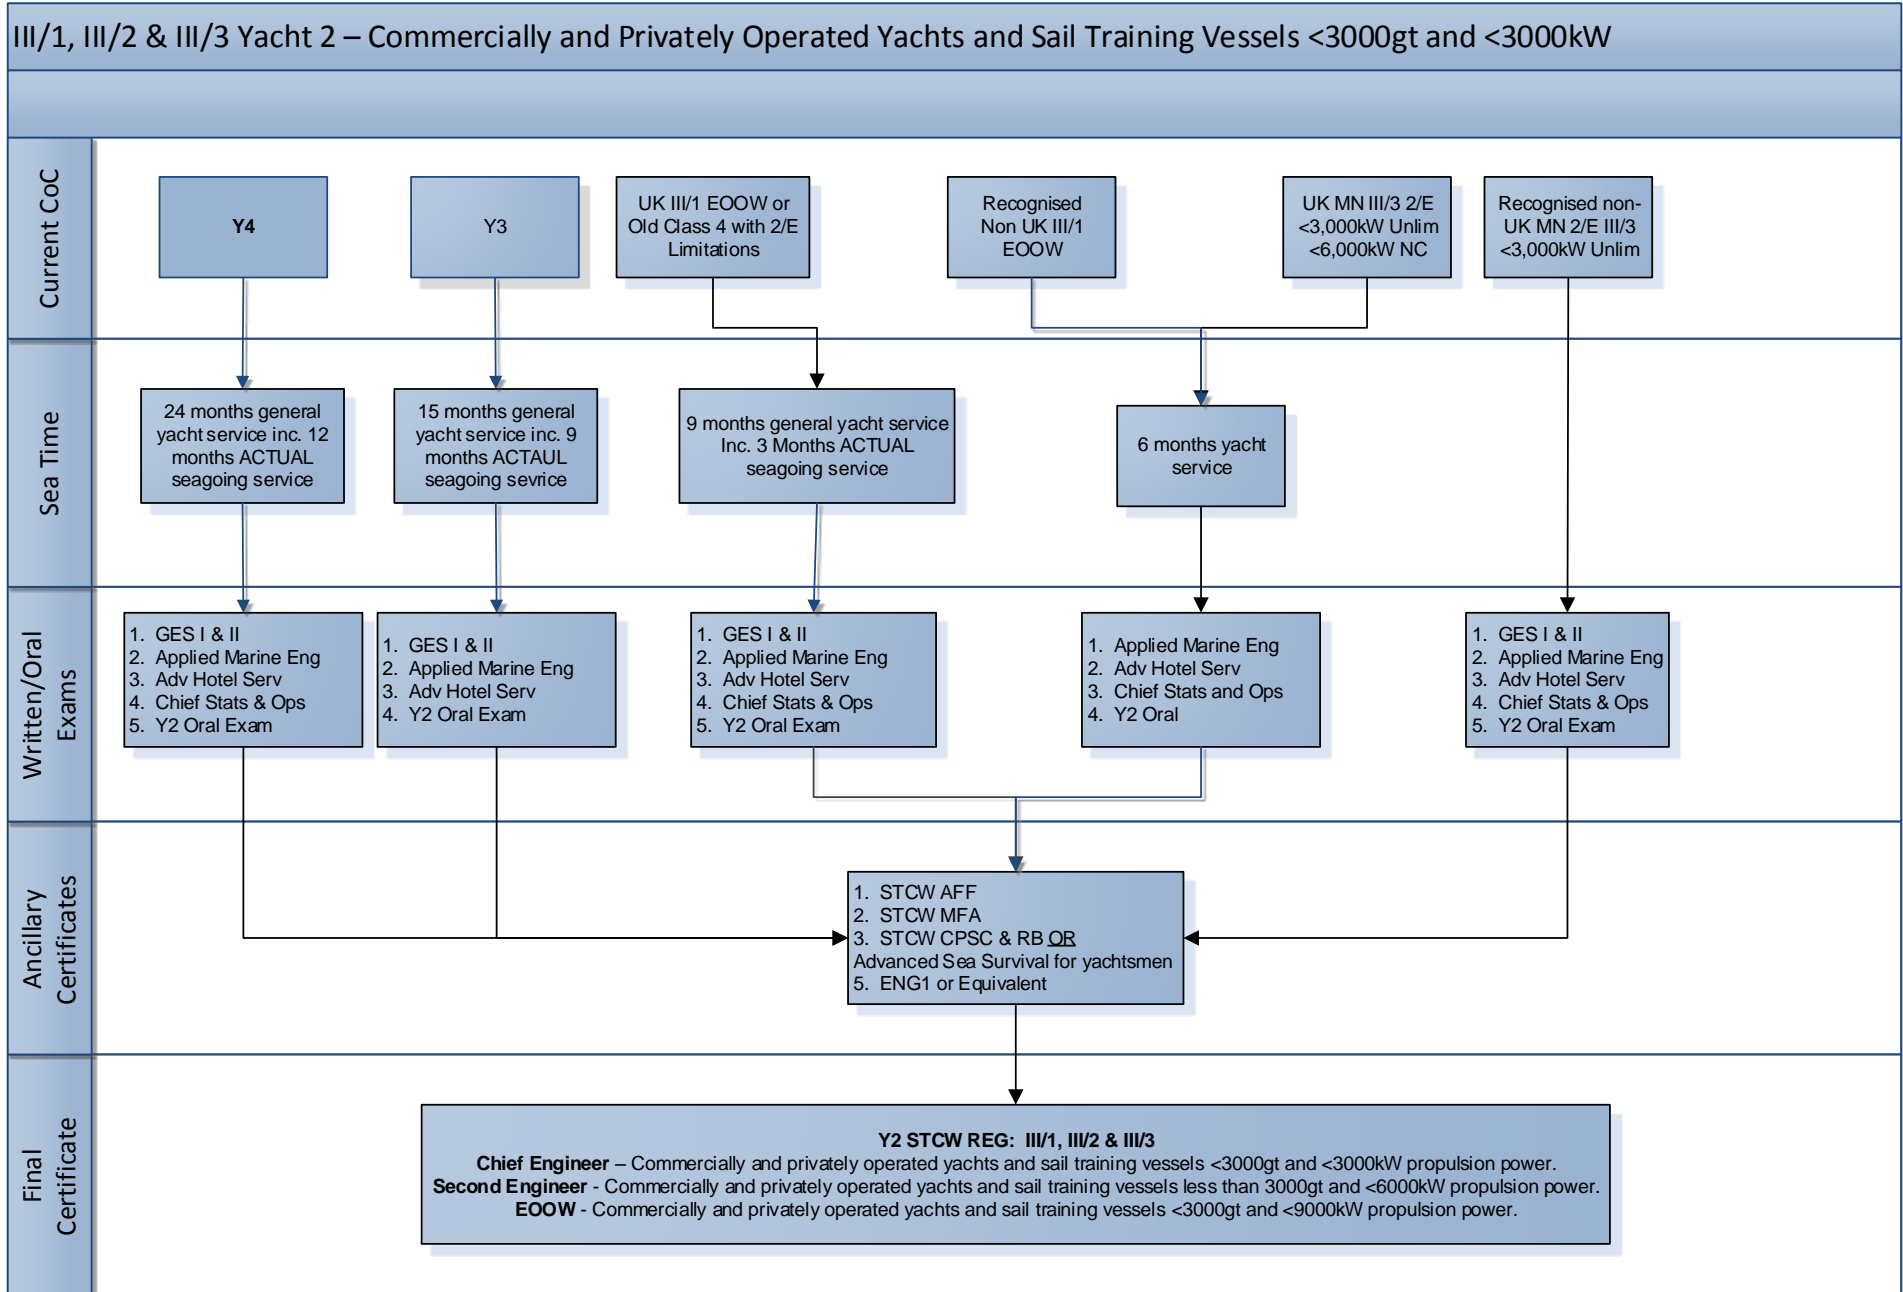 III/1, III/2 & III/3 Yacht 2 – Commercially and Privately Operated Yachts and Sail Training Vessels <3000gt and <3000kW
Current CoC
Y4
Y3
UK III/1 EOOW or
Old Class 4 with 2/E
Limitations
Recognised
Non UK III/1
EOOW
UK MN III/3 2/E
<3,000kW Unlim
<6,000kW NC
Recognised non-
UK MN 2/E III/3
<3,000kW Unlim
Sea Time
24 months general
yacht service inc. 12
months ACTUAL
seagoing service
15 months general
yacht service inc. 9
months ACTAUL
seagoing sevrice
9 months general yacht service
Inc. 3 Months ACTUAL
seagoing service
6 months yacht
service
Written/Oral
Exams
1. GES I & II
2. Applied Marine Eng
3. Adv Hotel Serv
4. Chief Stats & Ops
5. Y2 Oral Exam
1. GES I & II
2. Applied Marine Eng
3. Adv Hotel Serv
4. Y2 Oral Exam
1. GES I & II
2. Applied Marine Eng
3. Adv Hotel Serv
4. Chief Stats & Ops
5. Y2 Oral Exam
1. Applied Marine Eng
2. Adv Hotel Serv
3. Chief Stats and Ops
4. Y2 Oral
1. GES I & II
2. Applied Marine Eng
3. Adv Hotel Serv
4. Chief Stats & Ops
5. Y2 Oral Exam
Ancillary
Certificates
1. STCW AFF
2. STCW MFA
3. STCW CPSC & RB OR
Advanced Sea Survival for yachtsmen
5. ENG1 or Equivalent
Final
Certificate
Y2 STCW REG: III/1, III/2 & III/3
Chief Engineer – Commercially and privately operated yachts and sail training vessels <3000gt and <3000kW propulsion power.
Second Engineer - Commercially and privately operated yachts and sail training vessels less than 3000gt and <6000kW propulsion power.
EOOW - Commercially and privately operated yachts and sail training vessels <3000gt and <9000kW propulsion power.